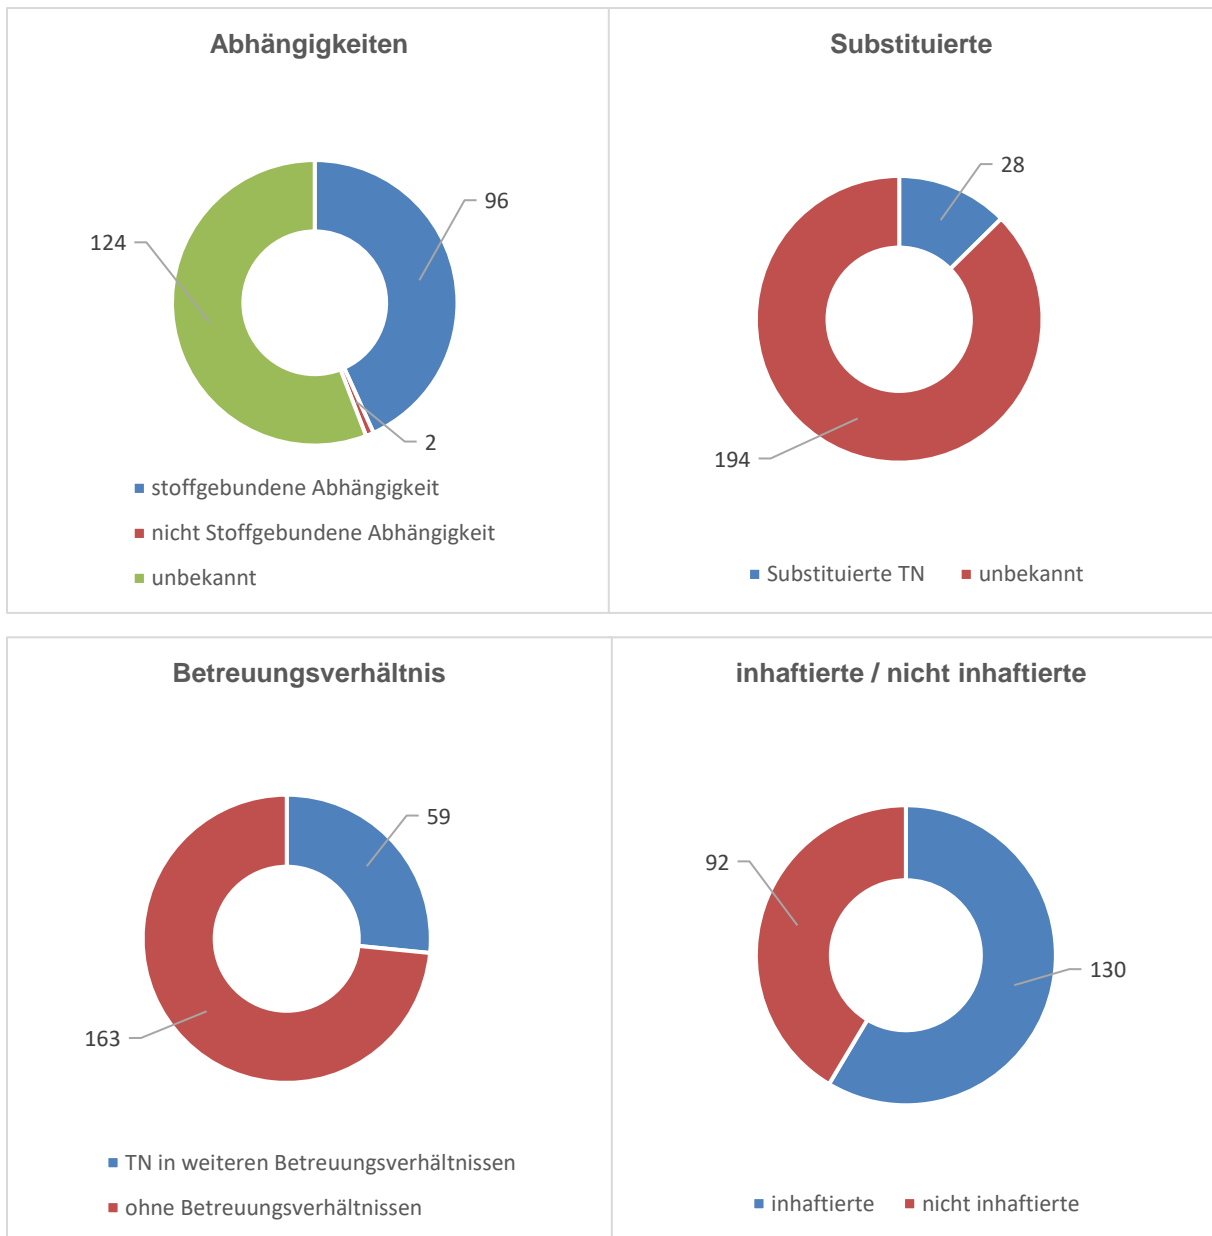 Abhängigkeiten
96
124
2
stoffgebundene Abhängigkeit
nicht Stoffgebundene Abhängigkeit
unbekannt
Substituierte
28
194
Substituierte TN
unbekannt
Betreuungsverhältnis
59
163
TN in weiteren Betreuungsverhältnissen
ohne Betreuungsverhältnissen
inhaftierte / nicht inhaftierte
92
130
inhaftierte
nicht inhaftierte